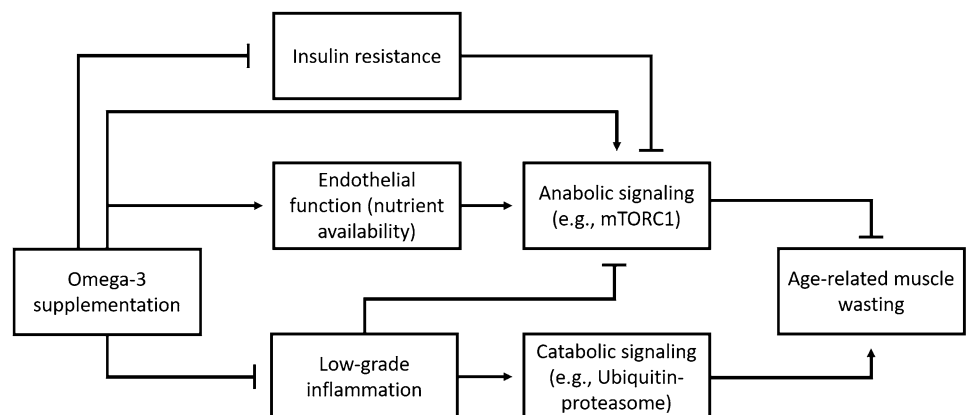 Insulin resistance
Endothelial
function (nutrient
availability)
Anabolic signaling
(e.g., mTORC1)
Omega-3
supplementation
Age-related muscle
wasting
Low-grade
inflammation
Catabolic signaling
(e.g., Ubiquitin-
proteasome)